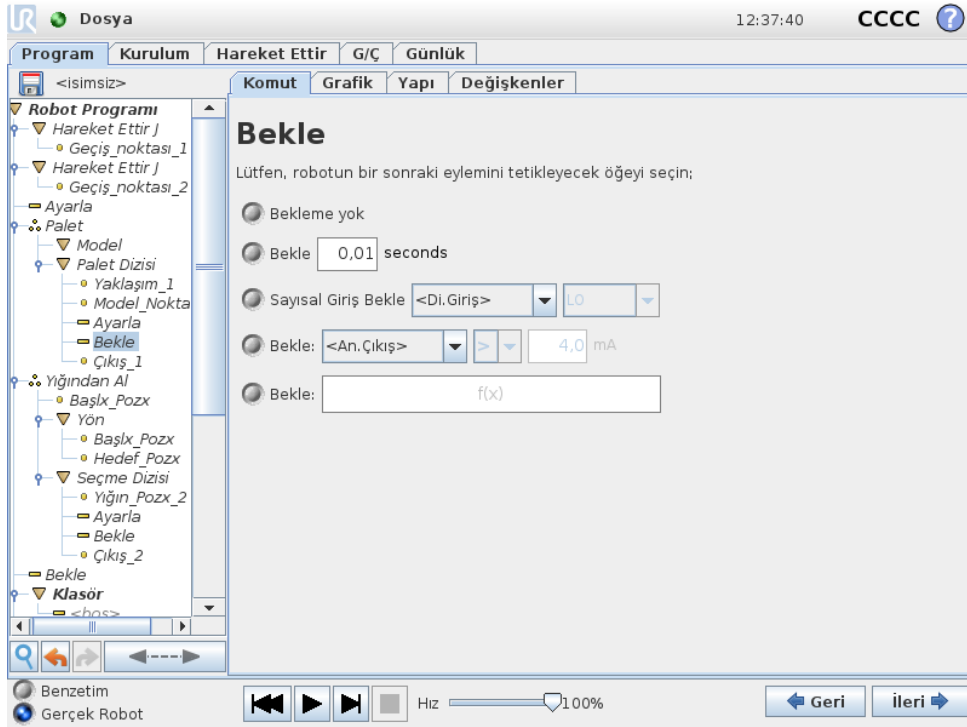 UR Dosya 12:37:40 CCCC ?
Program Kurulum Hareket Ettir G/Ç Günlük
<isimsiz>
Komut Grafik Yapı Değişkenler
Robot Programı
Hareket Ettir J
Geçiş_noktası_1
Hareket Ettir J
Geçiş_noktası_2
Ayarla
Palet
Model
Palet Dizisi
Yaklaşım_1
Model_Nokta
Ayarla
Bekle
Çıkış_1
Yığından Al
Başlx_Pozx
Yön
Başlx_Pozx
Hedef_Pozx
Seçme Dizisi
Yığın_Pozx_2
Ayarla
Bekle
Çıkış_2
Bekle
Klasör
<boş>
Bekle
Lütfen, robotun bir sonraki eylemini tetikleyecek öğeyi seçin;
Bekleme yok
Bekle 0,01 seconds
Sayısal Giriş Bekle <Di.Giriş> LO
Bekle: <An.Çıkış> > 4,0 mA
Bekle: f(x)
Benzetim
Gerçek Robot
Hız 100%
Geri İleri